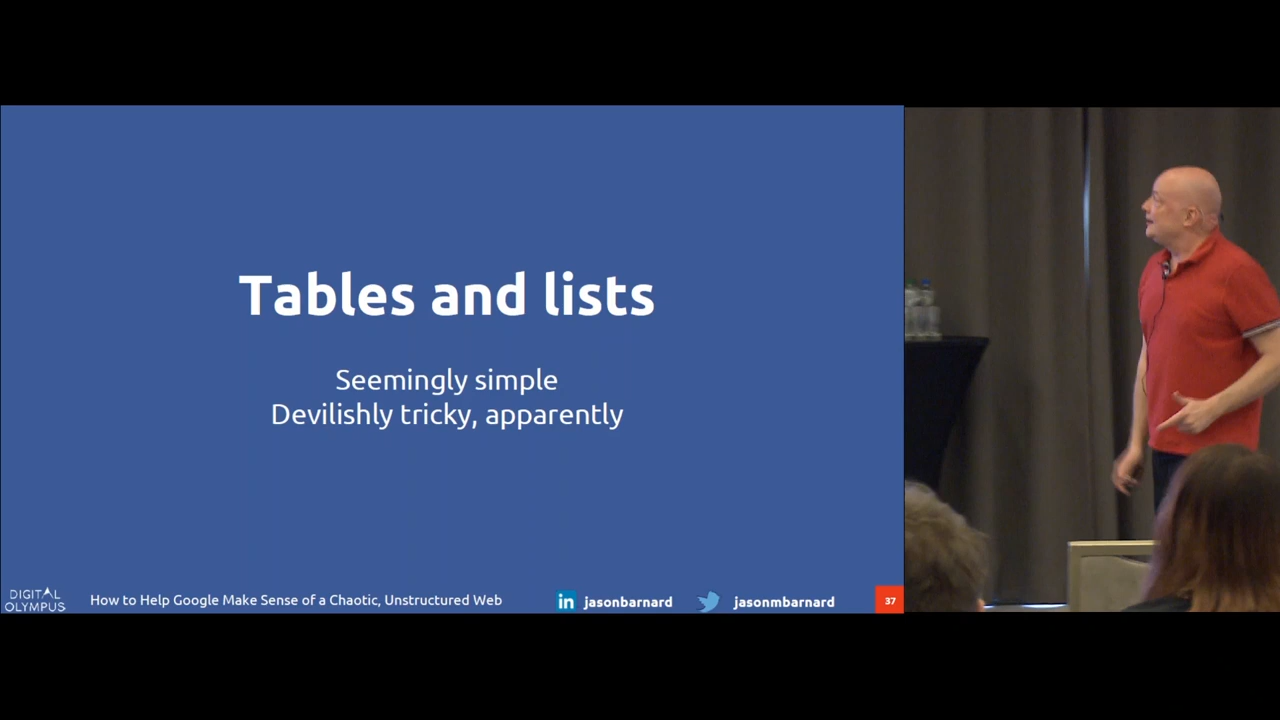 Tables and lists
Seemingly simple
Devilishly tricky, apparently
DIGITAL
OLYMPUS
How to Help Google Make Sense of a Chaotic, Unstructured Web
in jasonbarnard
jasonmbarnard
37